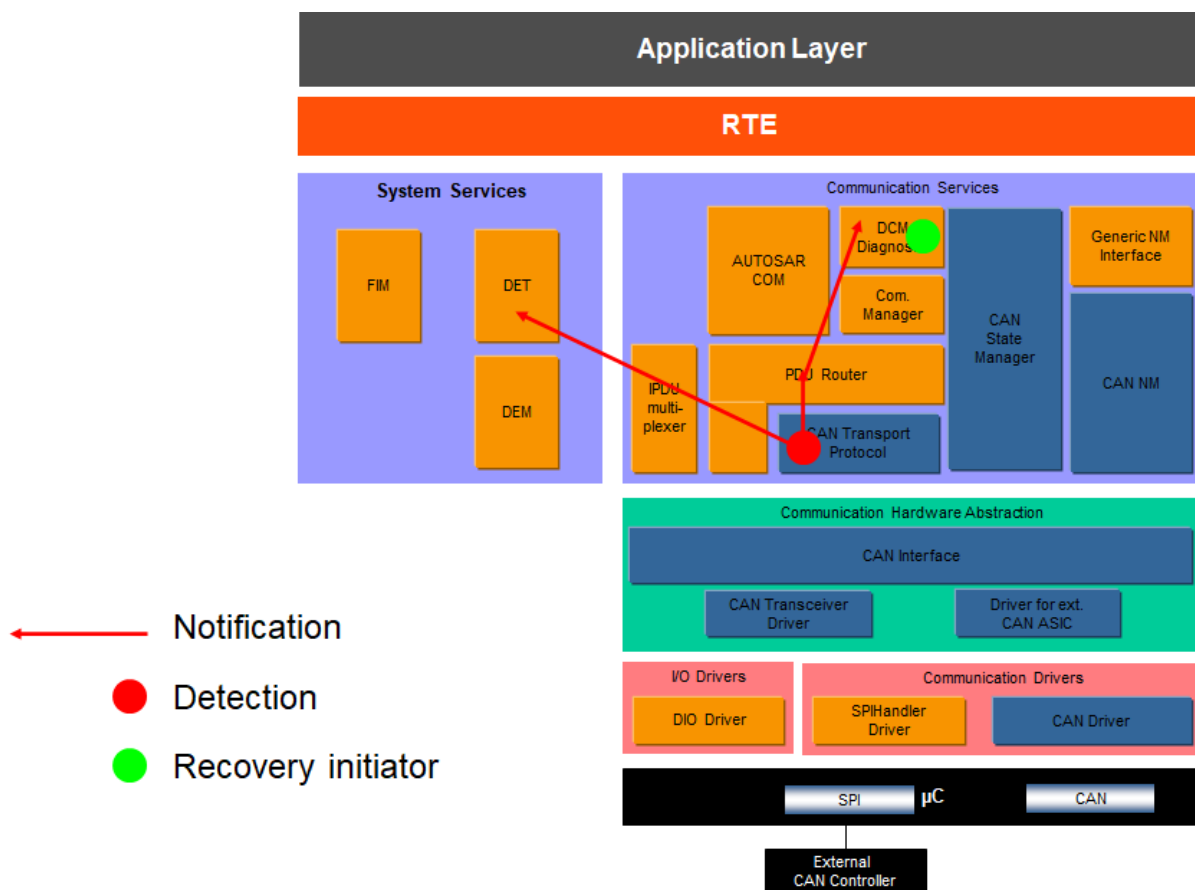 Application Layer
RTE
System Services
FIM
DET
DEM
Communication Services
AUTOSAR
COM
DCM
Com.
Manager
CAN
State
Manager
Generic NM
Interface
CAN NM
IPDU
multi-
plexer
PDU Router
CAN Transport
Protocol
Communication Hardware Abstraction
CAN Interface
CAN Transceiver
Driver
Driver for ext.
CAN ASIC
I/O Drivers
DIO Driver
Communication Drivers
SPIHandler
Driver
CAN Driver
SPI
µC
CAN
External
CAN Controller
Notification
Detection
Recovery initiator